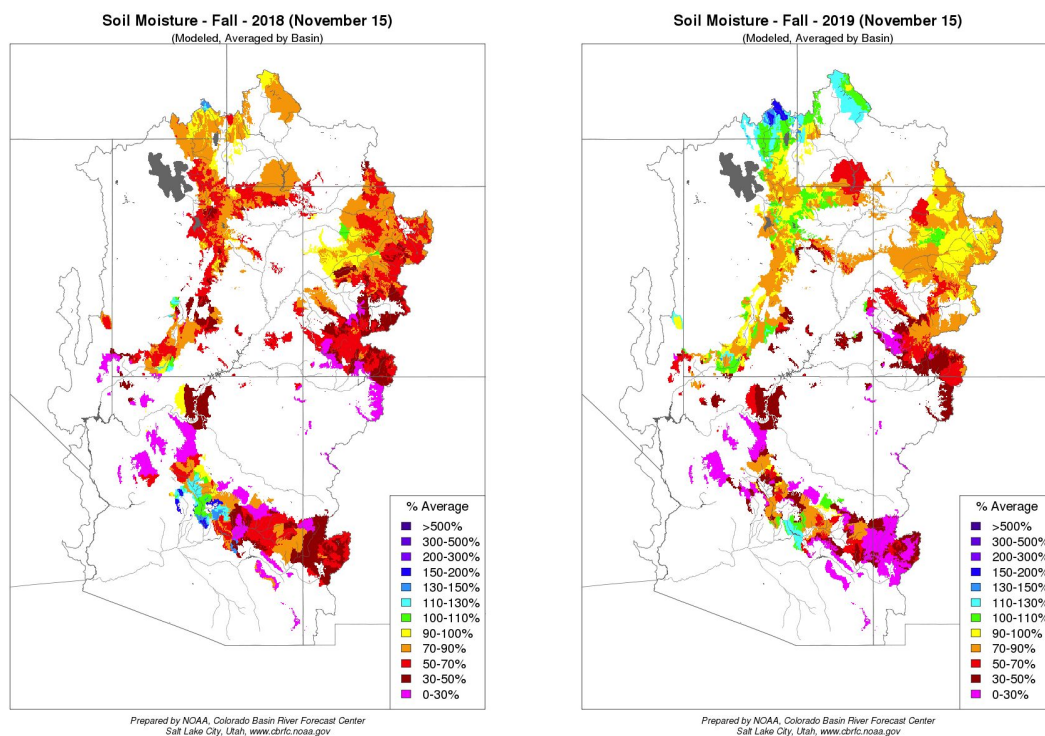 Soil Moisture - Fall - 2018 (November 15)
(Modeled, Averaged by Basin)
% Average
>500%
300-500%
200-300%
150-200%
130-150%
110-130%
100-110%
90-100%
70-90%
50-70%
30-50%
0-30%
Prepared by NOAA, Colorado Basin River Forecast Center
Salt Lake City, Utah, www.cbrfc.noaa.gov
Soil Moisture - Fall - 2019 (November 15)
(Modeled, Averaged by Basin)
% Average
>500%
300-500%
200-300%
150-200%
130-150%
110-130%
100-110%
90-100%
70-90%
50-70%
30-50%
0-30%
Prepared by NOAA, Colorado Basin River Forecast Center
Salt Lake City, Utah, www.cbrfc.noaa.gov